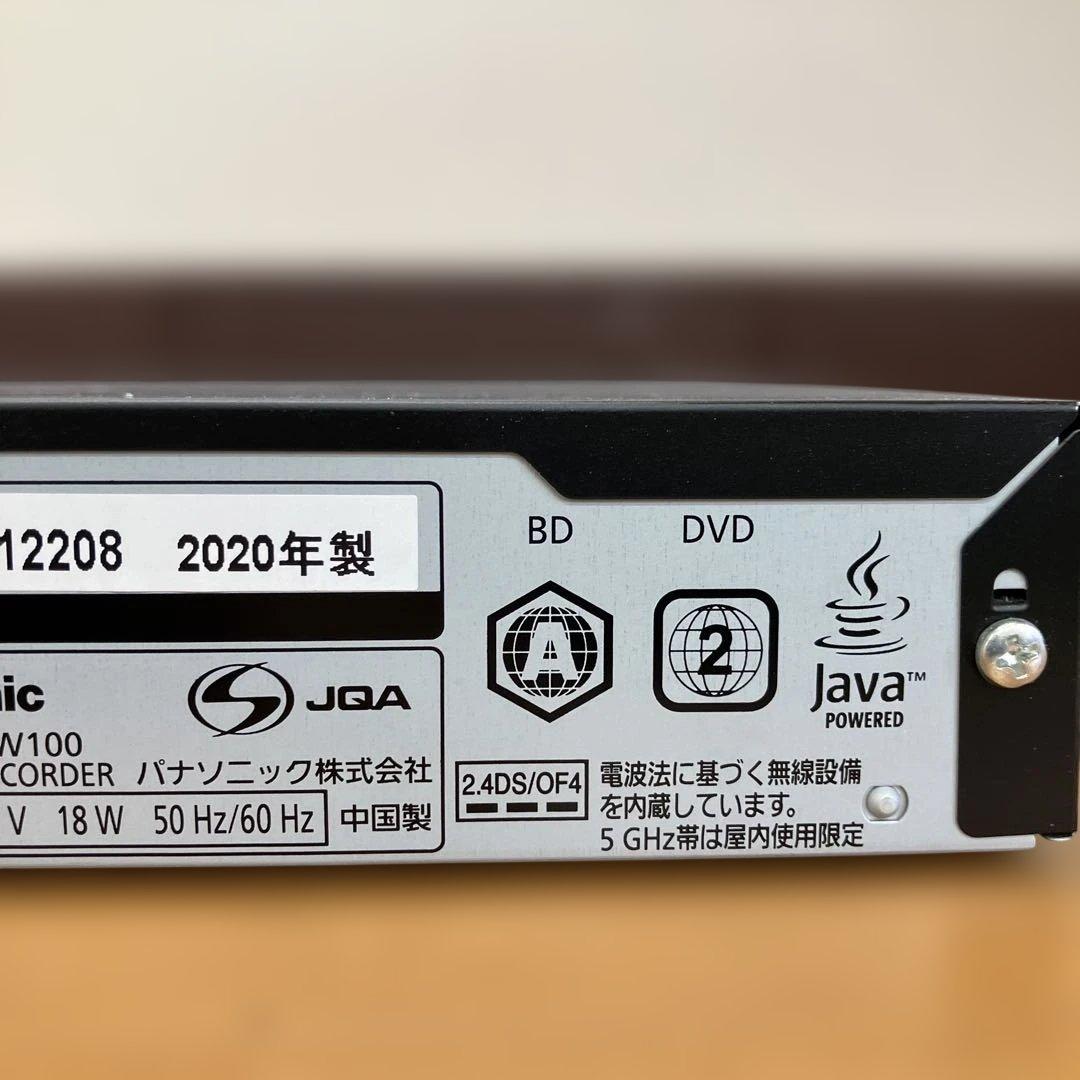 12208 2020年製
nic
JQA
W100
CORDER パナソニック株式会社
V 18 W 50 Hz/60 Hz 中国製
BD DVD
A 2
Java™
POWERED
2.4DS/OF4
電波法に基づく無線設備
を内蔵しています。
5 GHz帯は屋内使用限定